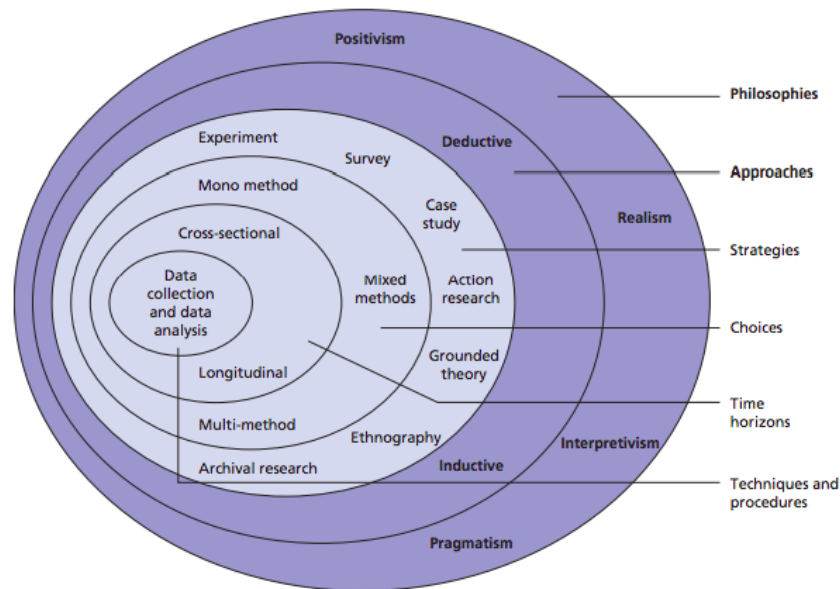 Positivism
Philosophies
Experiment
Deductive
Survey
Approaches
Mono method
Case
study
Realism
Cross-sectional
Strategies
Data
collection
and data
analysis
Mixed
methods
Action
research
Choices
Longitudinal
Grounded
theory
Time
horizons
Multi-method
Ethnography
Interpretivism
Archival research
Inductive
Techniques and
procedures
Pragmatism